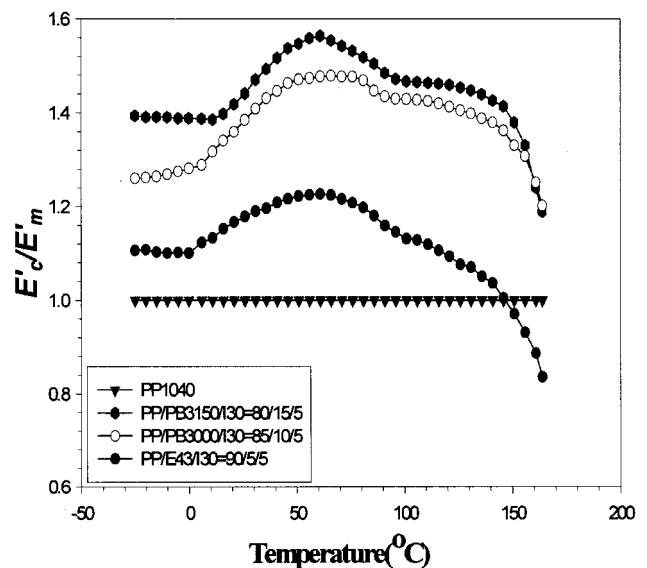 1.6
1.4
1.2
1.0
0.8
0.6
E'c/E'm
PP1040
PP/PB3150/I30=80/15/5
PP/PB3000/I30=85/10/5
PP/E43/I30=90/5/5
-50 0 50 100 150 200
Temperature(°C)